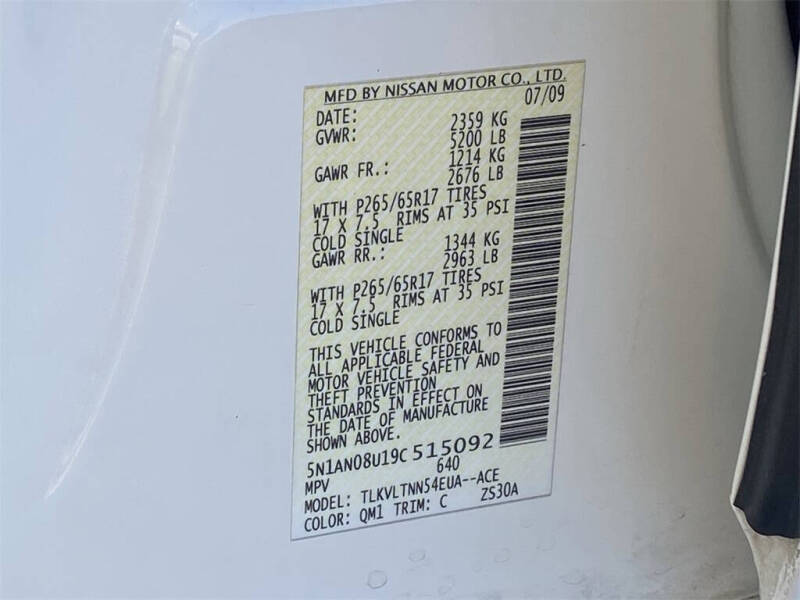 MFD BY NISSAN MOTOR CO., LTD.
DATE: 07/09
GVWR: 2359 KG
5200 LB
GAWR FR.: 1214 KG
2676 LB
WITH P265/65R17 TIRES
17 X 7.5 RIMS AT 35 PSI
COLD SINGLE
GAWR RR.: 1344 KG
2963 LB
WITH P265/65R17 TIRES
17 X 7.5 RIMS AT 35 PSI
COLD SINGLE
THIS VEHICLE CONFORMS TO
ALL APPLICABLE FEDERAL
MOTOR VEHICLE SAFETY AND
THEFT PREVENTION
STANDARDS IN EFFECT ON
THE DATE OF MANUFACTURE
SHOWN ABOVE.
5N1AN08U19C515092
MPV 640
MODEL: TLKVLTNN54EUA--ACE
COLOR: QM1 TRIM: C ZS30A